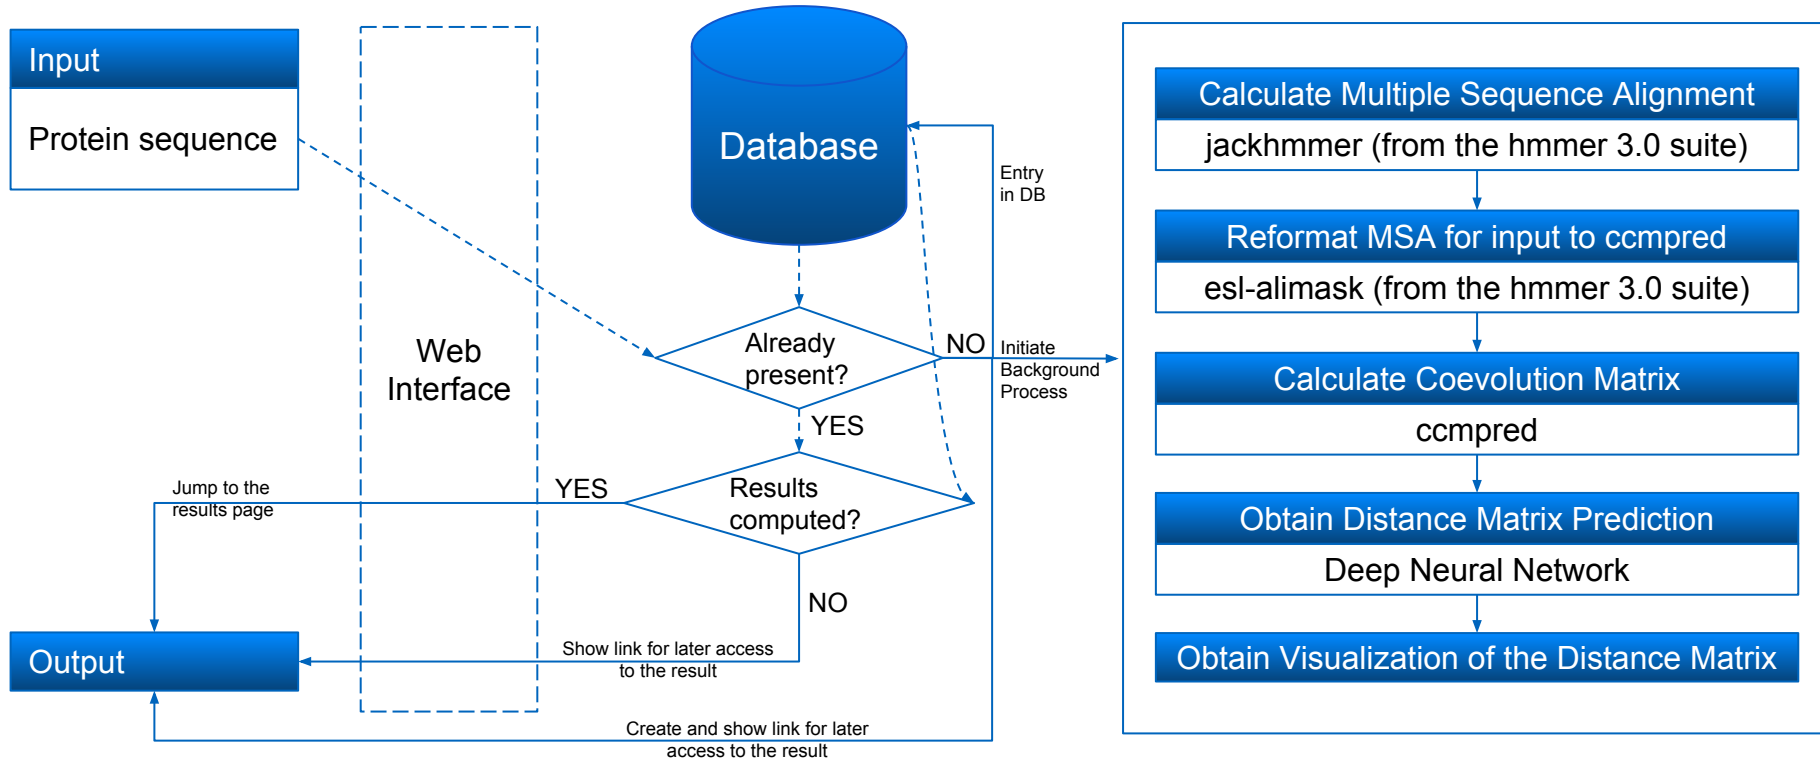 Input
Protein sequence
Web
Interface
Database
Entry
in DB
Already
present?
NO
Initiate
Background
Process
YES
Results
computed?
YES
Jump to the
results page
NO
Show link for later access
to the result
Output
Create and show link for later
access to the result
Calculate Multiple Sequence Alignment
jackhmmer (from the hmmer 3.0 suite)
Reformat MSA for input to ccmpred
esl-alimask (from the hmmer 3.0 suite)
Calculate Coevolution Matrix
ccmpred
Obtain Distance Matrix Prediction
Deep Neural Network
Obtain Visualization of the Distance Matrix